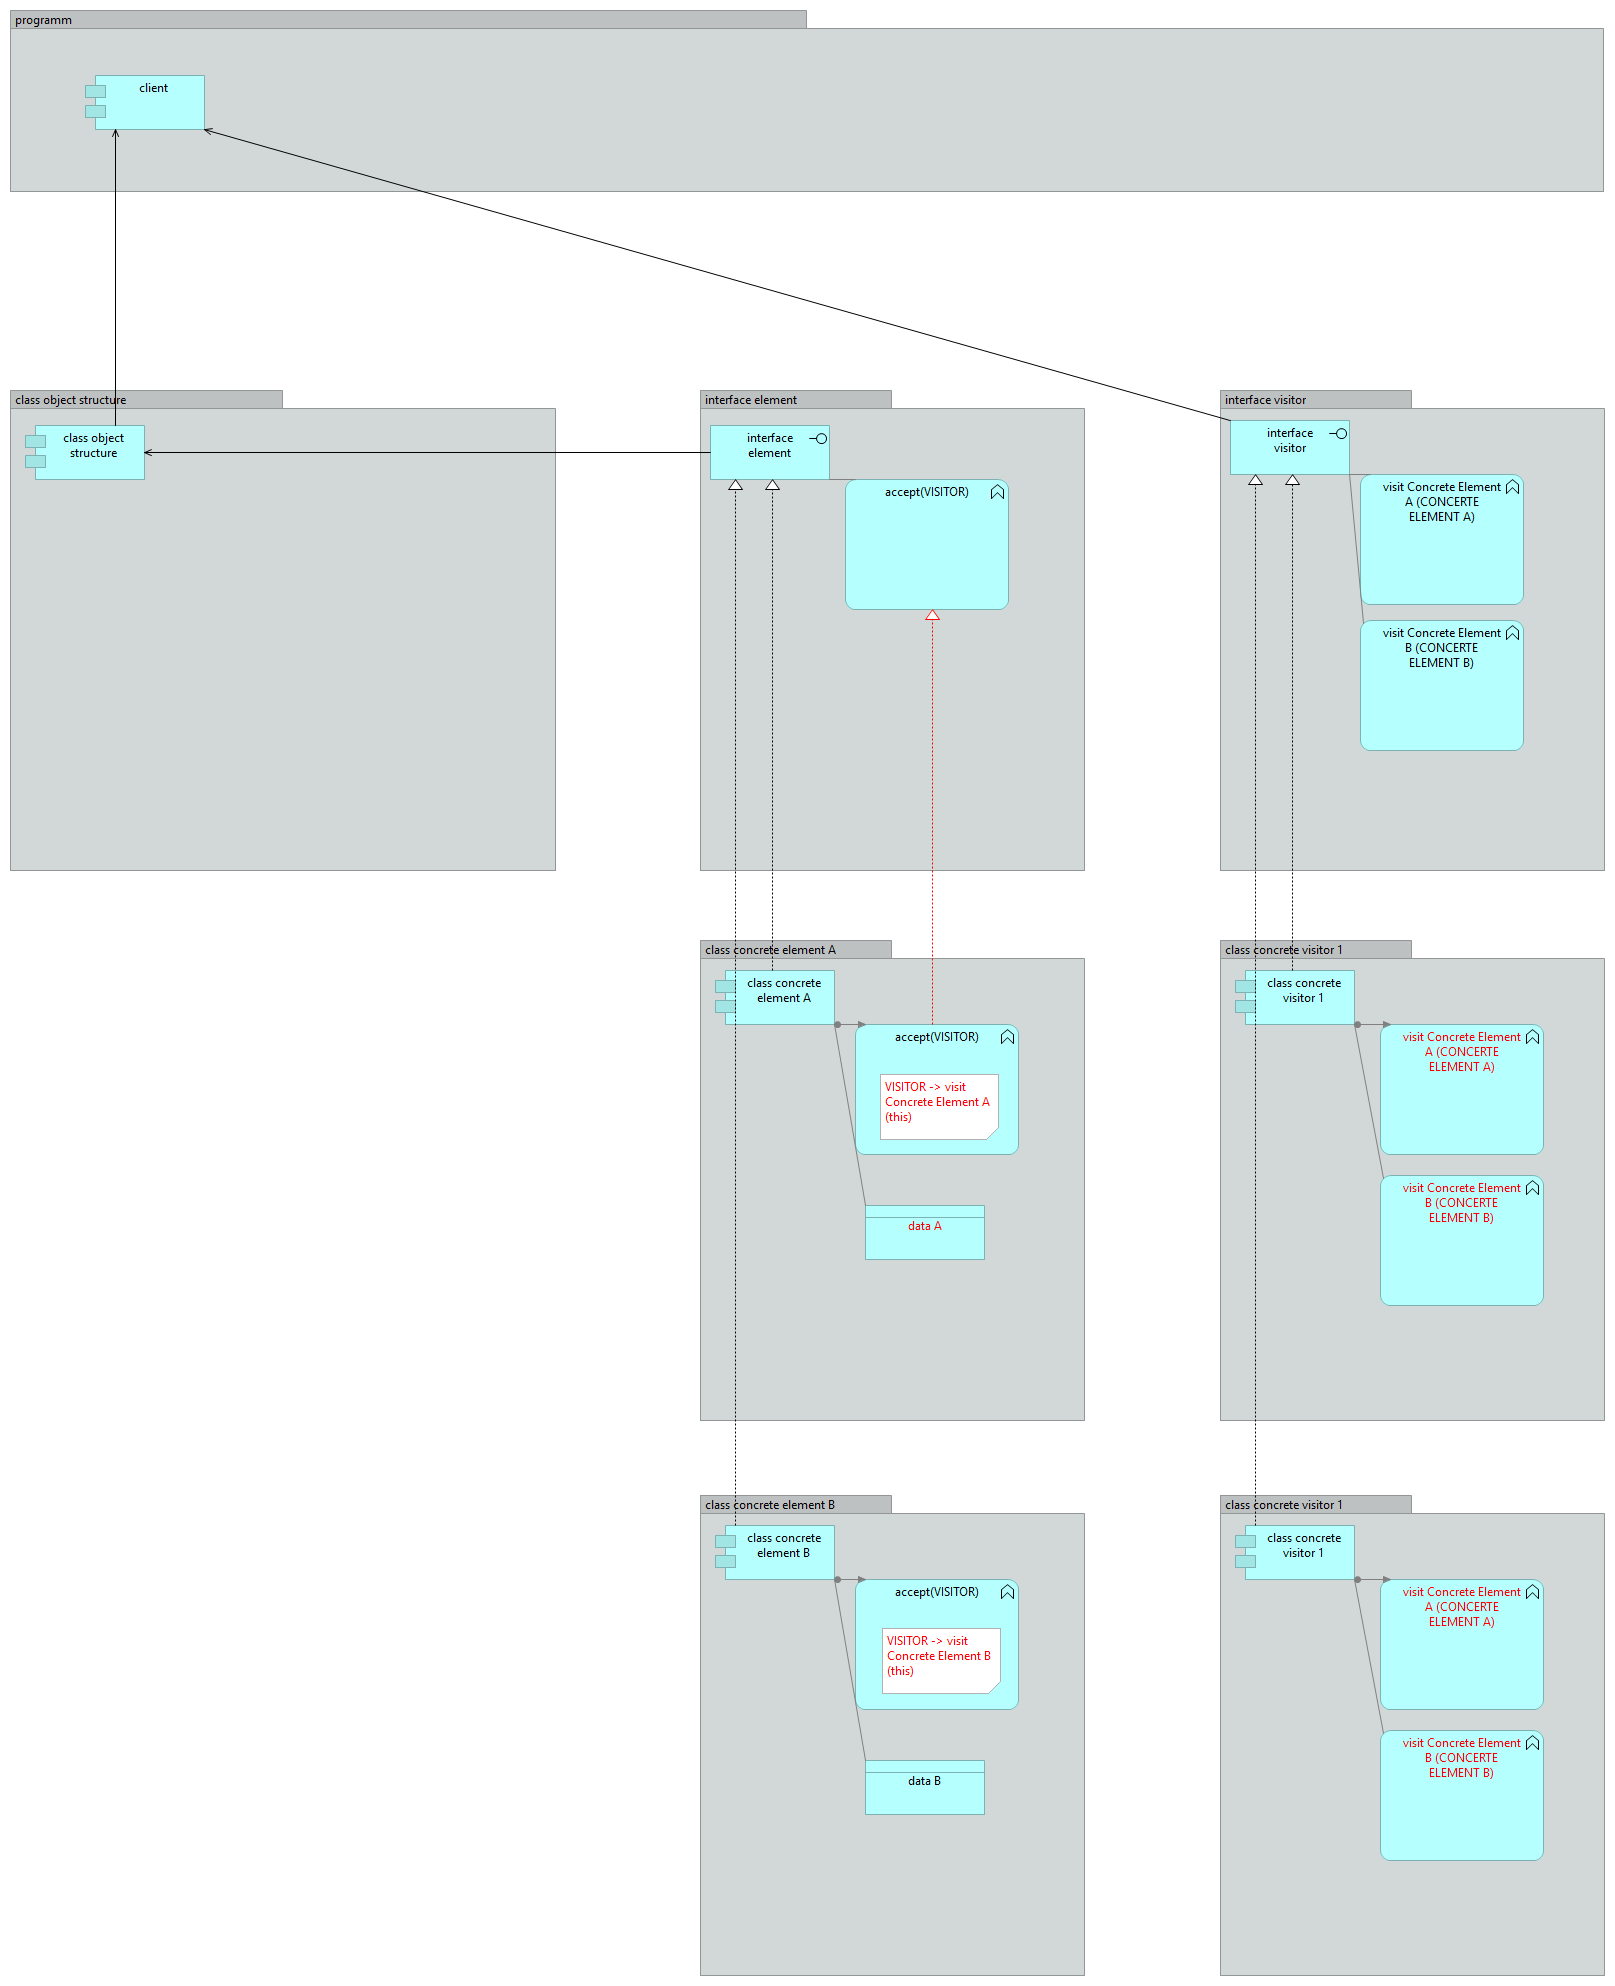 programm
client
class object structure
class object
structure
interface element
interface
element
accept(VISITOR)
interface visitor
interface
visitor
visit Concrete Element
A (CONCERTE
ELEMENT A)
visit Concrete Element
B (CONCERTE
ELEMENT B)
class concrete element A
class concrete
element A
accept(VISITOR)
VISITOR -> visit
Concrete Element A
(this)
data A
class concrete visitor 1
class concrete
visitor 1
visit Concrete Element
A (CONCERTE
ELEMENT A)
visit Concrete Element
B (CONCERTE
ELEMENT B)
class concrete element B
class concrete
element B
accept(VISITOR)
VISITOR -> visit
Concrete Element B
(this)
data B
class concrete visitor 1
class concrete
visitor 1
visit Concrete Element
A (CONCERTE
ELEMENT A)
visit Concrete Element
B (CONCERTE
ELEMENT B)